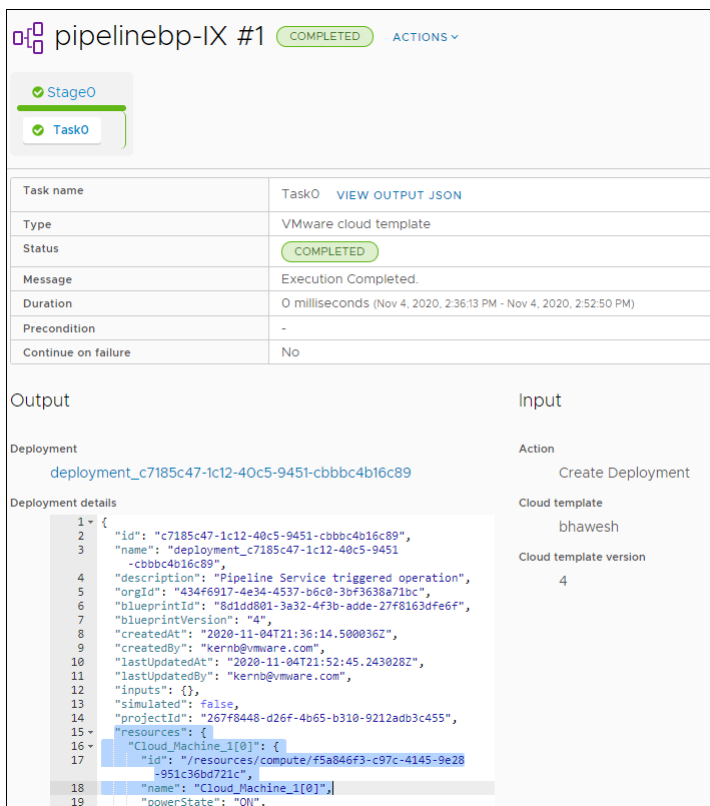 pipelinebp-IX #1 COMPLETED ACTIONS
Stage0
Task0
Task name Task0 VIEW OUTPUT JSON
Type VMware cloud template
Status COMPLETED
Message Execution Completed.
Duration 0 milliseconds (Nov 4, 2020, 2:36:13 PM - Nov 4, 2020, 2:52:50 PM)
Precondition -
Continue on failure No
Output
Deployment
deployment_c7185c47-1c12-40c5-9451-cbbbc4b16c89
Deployment details
1 {
2 "id": "c7185c47-1c12-40c5-9451-cbbbc4b16c89",
3 "name": "deployment_c7185c47-1c12-40c5-9451
-cbbbc4b16c89",
4 "description": "Pipeline Service triggered operation",
5 "orgId": "434f6917-4e34-4537-b6c0-3bf3638a71bc",
6 "blueprintId": "8d1dd801-3a32-4f3b-adde-27f8163dfe6f",
7 "blueprintVersion": "4",
8 "createdAt": "2020-11-04T21:36:14.500036Z",
9 "createdBy": "kernb@vmware.com",
10 "lastUpdatedAt": "2020-11-04T21:52:45.243028Z",
11 "lastUpdatedBy": "kernb@vmware.com",
12 "inputs": {},
13 "simulated": false,
14 "projectId": "267f8448-d26f-4b65-b310-9212adb3c455",
15 "resources": {
16 "Cloud_Machine_1[0]": {
17 "id": "/resources/compute/f5a846f3-c97c-4145-9e28
-951c36bd721c",
18 "name": "Cloud_Machine_1[0]",
19 "powerState": "ON",
Input
Action
Create Deployment
Cloud template
bhawesh
Cloud template version
4